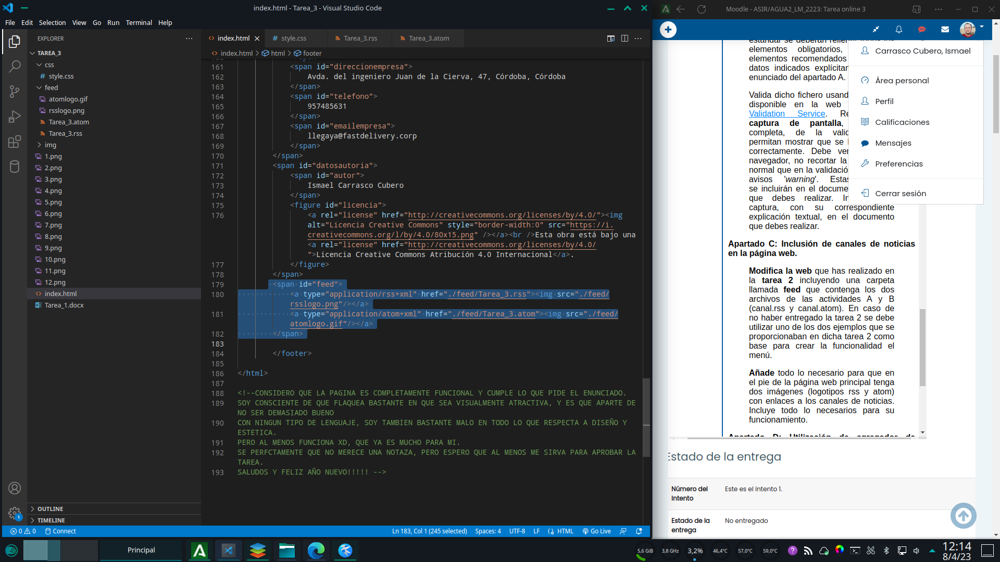 index.html - Tarea_3 - Visual Studio Code
File Edit Selection View Go Run Terminal Help
EXPLORER
TAREA_3
css
style.css
feed
atomlogo.gif
rsslogo.png
Tarea_3.atom
Tarea_3.rss
img
1.png
2.png
3.png
4.png
5.png
6.png
7.png
8.png
9.png
10.png
11.png
12.png
index.html
Tarea_1.docx
OUTLINE
TIMELINE
index.html style.css Tarea_3.rss Tarea_3.atom
index.html > html > footer
161 <span id="direccionempresa">
162 Avda. del ingeniero Juan de la Cierva, 47, Córdoba, Córdoba
163 </span>
164 <span id="telefono">
165 957485631
166 </span>
167 <span id="emailempresa">
168 llegaya@fastdelivery.corp
169 </span>
170 </span>
171 <span id="datosautoria">
172 <span id="autor">
173 Ismael Carrasco Cubero
174 </span>
175 <figure id="licencia">
176 <a rel="license" href="http://creativecommons.org/licenses/by/4.0/"><img
alt="Licencia Creative Commons" style="border-width:0" src="https://i.
creativecommons.org/l/by/4.0/80x15.png" /></a><br />Esta obra está bajo una
<a rel="license" href="http://creativecommons.org/licenses/by/4.0/
">Licencia Creative Commons Atribución 4.0 Internacional</a>.
177 </figure>
178 </span>
179 <span id="feed">
180 <a type="application/rss+xml" href="./feed/Tarea_3.rss"><img src="./feed/
rsslogo.png"/></a>
181 <a type="application/atom+xml" href="./feed/Tarea_3.atom"><img src="./feed/
atomlogo.gif"/></a>
182 </span>
183
184 </footer>
185
186 </html>
187
188 <!--CONSIDERO QUE LA PAGINA ES COMPLETAMENTE FUNCIONAL Y CUMPLE LO QUE PIDE EL ENUNCIADO.
189 SOY CONSCIENTE DE QUE FLAQUEA BASTANTE EN QUE SEA VISUALMENTE ATRACTIVA, Y ES QUE APARTE DE
NO SER DEMASIADO BUENO
190 CON NINGUN TIPO DE LENGUAJE, SOY TAMBIEN BASTANTE MALO EN TODO LO QUE RESPECTA A DISEÑO Y
ESTETICA.
191 PERO AL MENOS FUNCIONA XD, QUE YA ES MUCHO PARA MI.
192 SE PERFCTAMENTE QUE NO MERECE UNA NOTAZA, PERO ESPERO QUE AL MENOS ME SIRVA PARA APROBAR LA
TAREA.
193 SALUDOS Y FELIZ AÑO NUEVO!!!!! -->
1
0 0 Connect
Ln 183, Col 1 (245 selected) Spaces: 4 UTF-8 LF HTML Go Live
Moodle - ASIR/AGUA2_LM_2223: Tarea online 3
elementos obligatorios,
elementos recomendados
datos indicados explícitam
enunciado del apartado A.
Valida dicho fichero usand
disponible en la web
Validation Service. Re
captura de pantalla,
completa, de la valid
permitan mostrar que se
correctamente. Debe ver
navegador, no recortar la
normal que en la validació
avisos 'warning'. Estas
se incluirán en el docume
que debes realizar. In
captura, con su correspondiente
explicación textual, en el documento
que debes realizar.
Carrasco Cubero, Ismael
Área personal
Perfil
Calificaciones
Mensajes
Preferencias
Cerrar sesión
Apartado C: Inclusión de canales de noticias
en la página web.
Modifica la web que has realizado en
la tarea 2 incluyendo una carpeta
llamada feed que contenga los dos
archivos de las actividades A y B
(canal.rss y canal.atom). En caso de
no haber entregado la tarea 2 se debe
utilizar uno de los dos ejemplos que se
proporcionaban en dicha tarea 2 como
base para crear la funcionalidad el
menú.
Añade todo lo necesario para que en
el pie de la página web principal tenga
dos imágenes (logotipos rss y atom)
con enlaces a los canales de noticias.
Incluye todo lo necesarios para su
funcionamiento.
Apartado D: Utilización de agregador de
Estado de la entrega
Número del
Intento
Este es el intento 1.
Estado de la
entrega
No entregado
Principal
5,6 GiB 3,8 GHz 3,2% 46,4°C 57,0°C 59,0°C
12:14
8/4/23